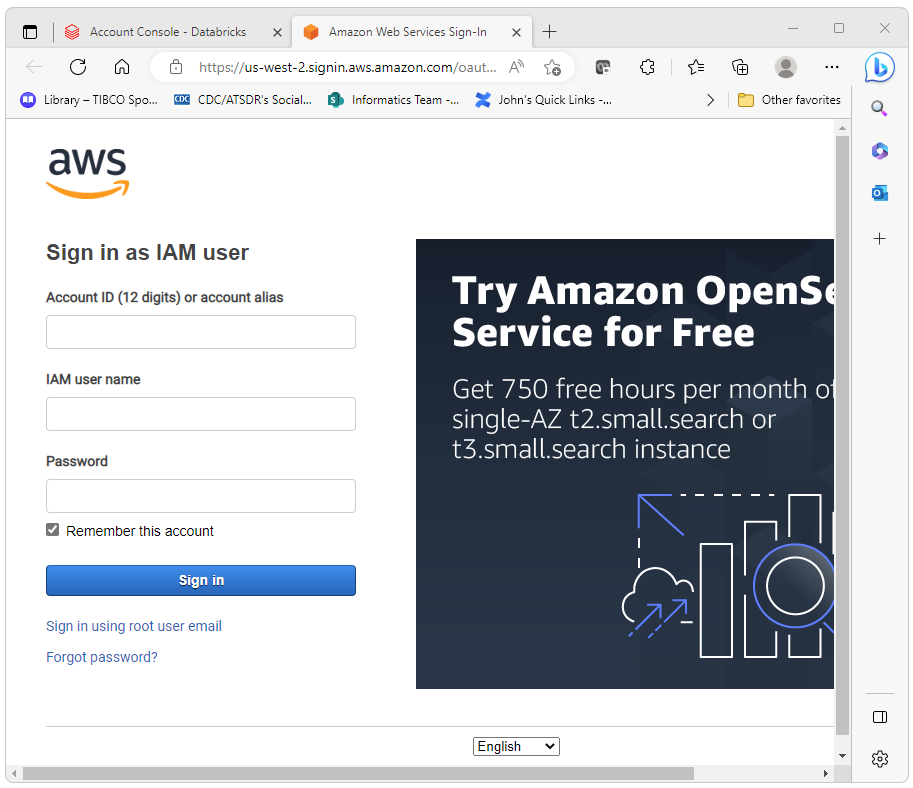 Account Console - Databricks
Amazon Web Services Sign-In
https://us-west-2.signin.aws.amazon.com/oaut...
Library – TIBCO Spo...
CDC/ATSDR's Social...
Informatics Team -...
John's Quick Links -...
Other favorites
aws
Sign in as IAM user
Account ID (12 digits) or account alias
IAM user name
Password
Remember this account
Sign in
Sign in using root user email
Forgot password?
Try Amazon OpenSe
Service for Free
Get 750 free hours per month of
single-AZ t2.small.search or
t3.small.search instance
English